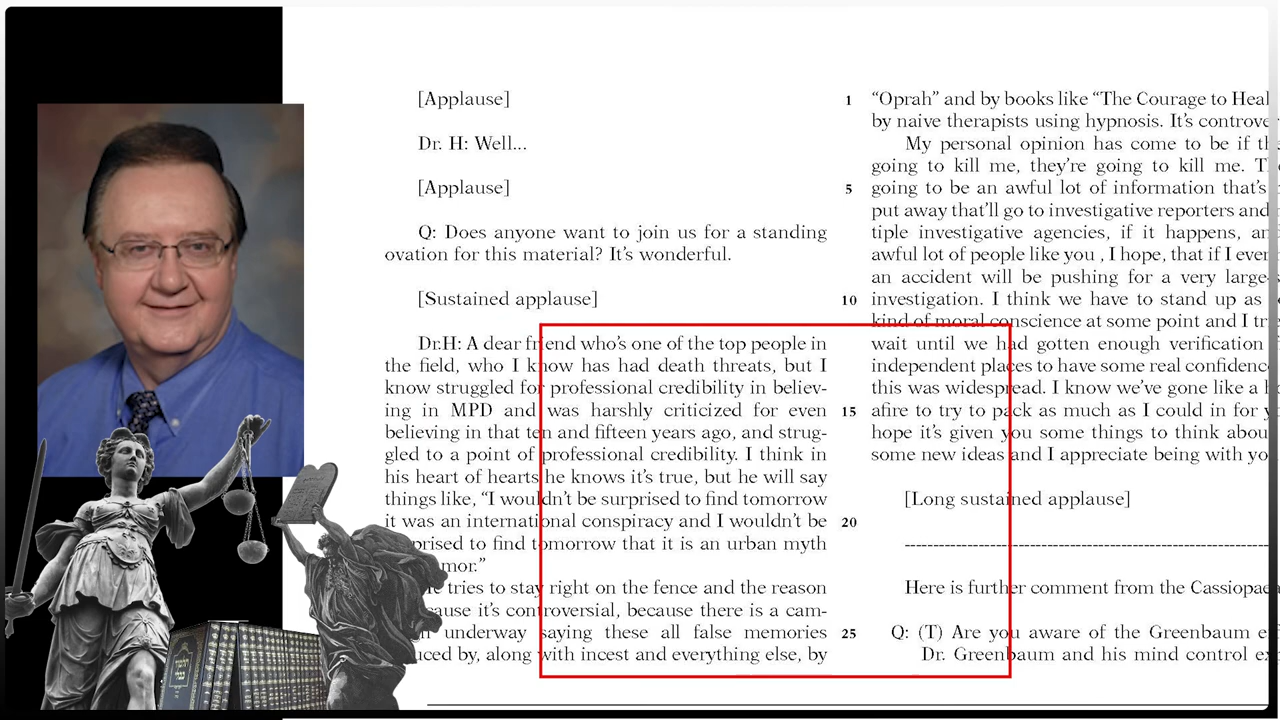 [Applause]
Dr. H: Well...
[Applause]
Q: Does anyone want to join us for a standing
ovation for this material? It's wonderful.
[Sustained applause]
Dr.H: A dear friend who's one of the top people in
the field, who I know has had death threats, but I
know struggled for professional credibility in believ-
ing in MPD and was harshly criticized for even
believing in that ten and fifteen years ago, and strug-
gled to a point of professional credibility. I think in
his heart of hearts he knows it's true, but he will say
things like, "I wouldn't be surprised to find tomorrow
it was an international conspiracy and I wouldn't be
prised to find tomorrow that it is an urban myth
mor."
tries to stay right on the fence and the reason
ause it's controversial, because there is a cam-
underway saying these all false memories
uced by, along with incest and everything else, by
1
5
10
15
20
25
"Oprah" and by books like "The Courage to Heal
by naive therapists using hypnosis. It's controve
My personal opinion has come to be if th
going to kill me, they're going to kill me. T
going to be an awful lot of information that's
put away that'll go to investigative reporters and
tiple investigative agencies, if it happens, an
awful lot of people like you , I hope, that if I ever
an accident will be pushing for a very large-
investigation. I think we have to stand up as
kind of moral conscience at some point and I tr
wait until we had gotten enough verification
independent places to have some real confidenc
this was widespread. I know we've gone like a h
afire to try to pack as much as I could in for y
hope it's given you some things to think abou
some new ideas and I appreciate being with yo
[Long sustained applause]
Here is further comment from the Cassiopaea
Q: (T) Are you aware of the Greenbaum ef
Dr. Greenbaum and his mind control ex